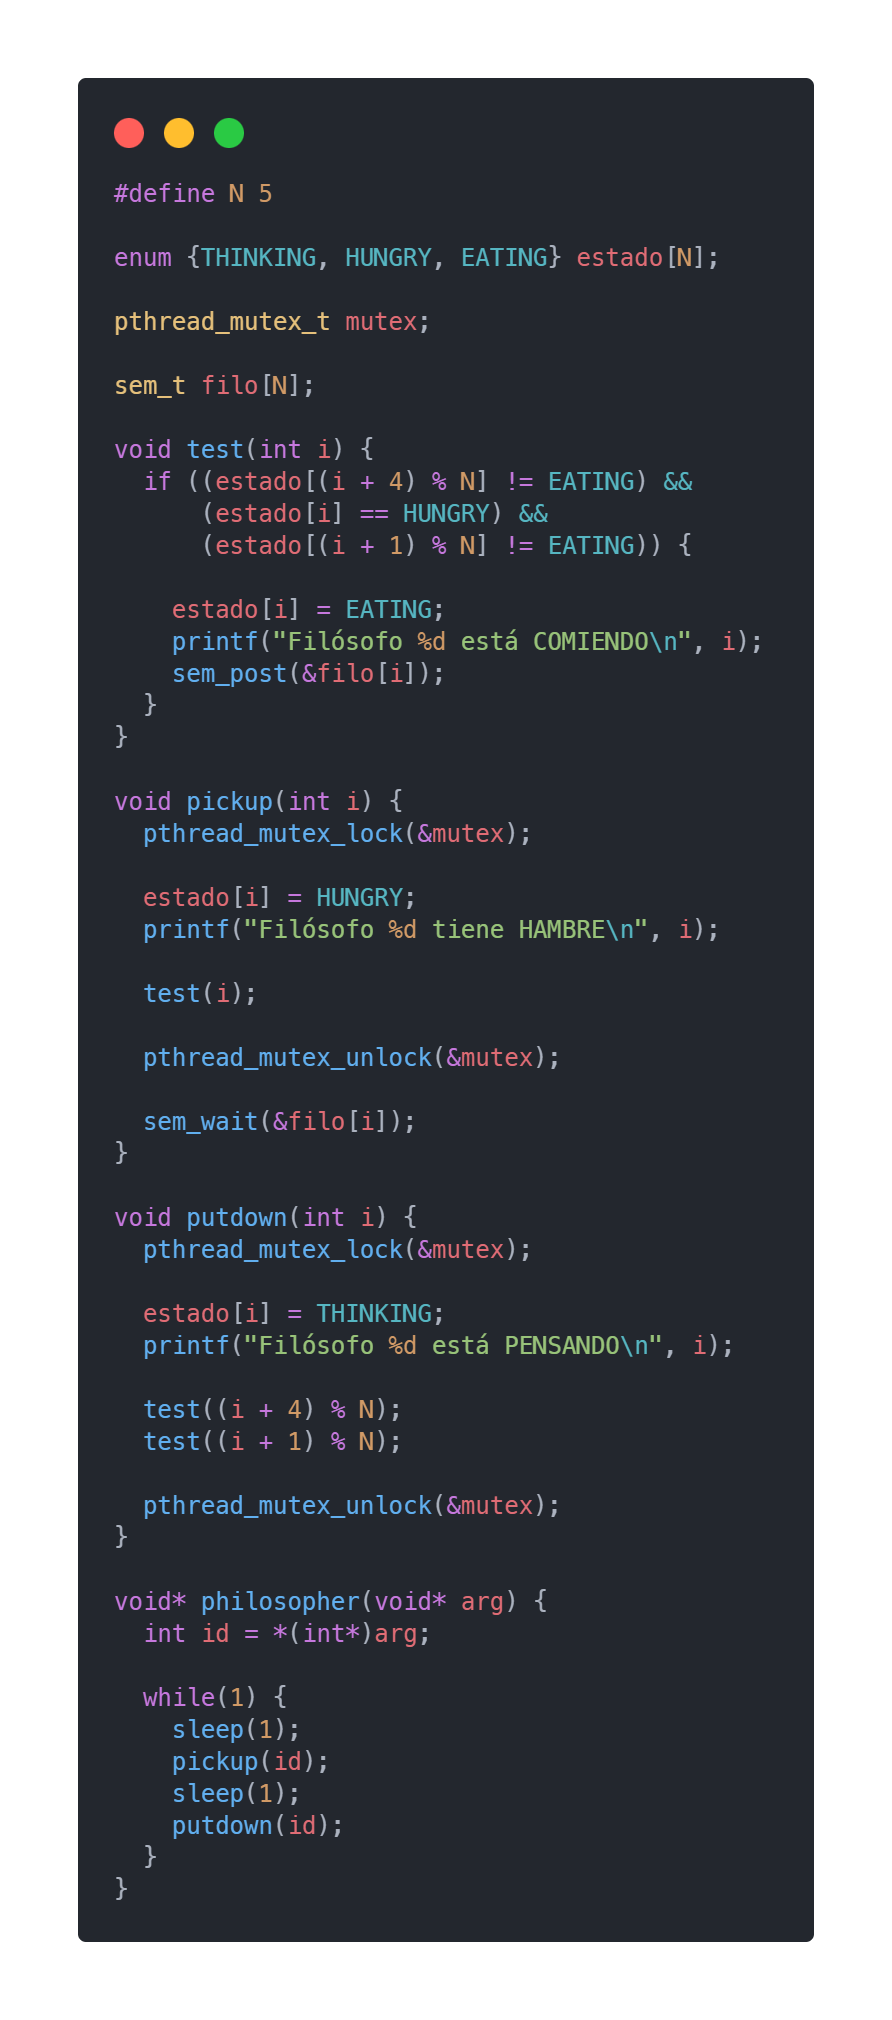 #define N 5

enum {THINKING, HUNGRY, EATING} estado[N];

pthread_mutex_t mutex;

sem_t filo[N];

void test(int i) {
  if ((estado[(i + 4) % N] != EATING) &&
      (estado[i] == HUNGRY) &&
      (estado[(i + 1) % N] != EATING)) {

    estado[i] = EATING;
    printf("Filósofo %d está COMIENDO\n", i);
    sem_post(&filo[i]);
  }
}

void pickup(int i) {
  pthread_mutex_lock(&mutex);

  estado[i] = HUNGRY;
  printf("Filósofo %d tiene HAMBRE\n", i);

  test(i);

  pthread_mutex_unlock(&mutex);

  sem_wait(&filo[i]);
}

void putdown(int i) {
  pthread_mutex_lock(&mutex);

  estado[i] = THINKING;
  printf("Filósofo %d está PENSANDO\n", i);

  test((i + 4) % N);
  test((i + 1) % N);

  pthread_mutex_unlock(&mutex);
}

void* philosopher(void* arg) {
  int id = *(int*)arg;

  while(1) {
    sleep(1);
    pickup(id);
    sleep(1);
    putdown(id);
  }
}